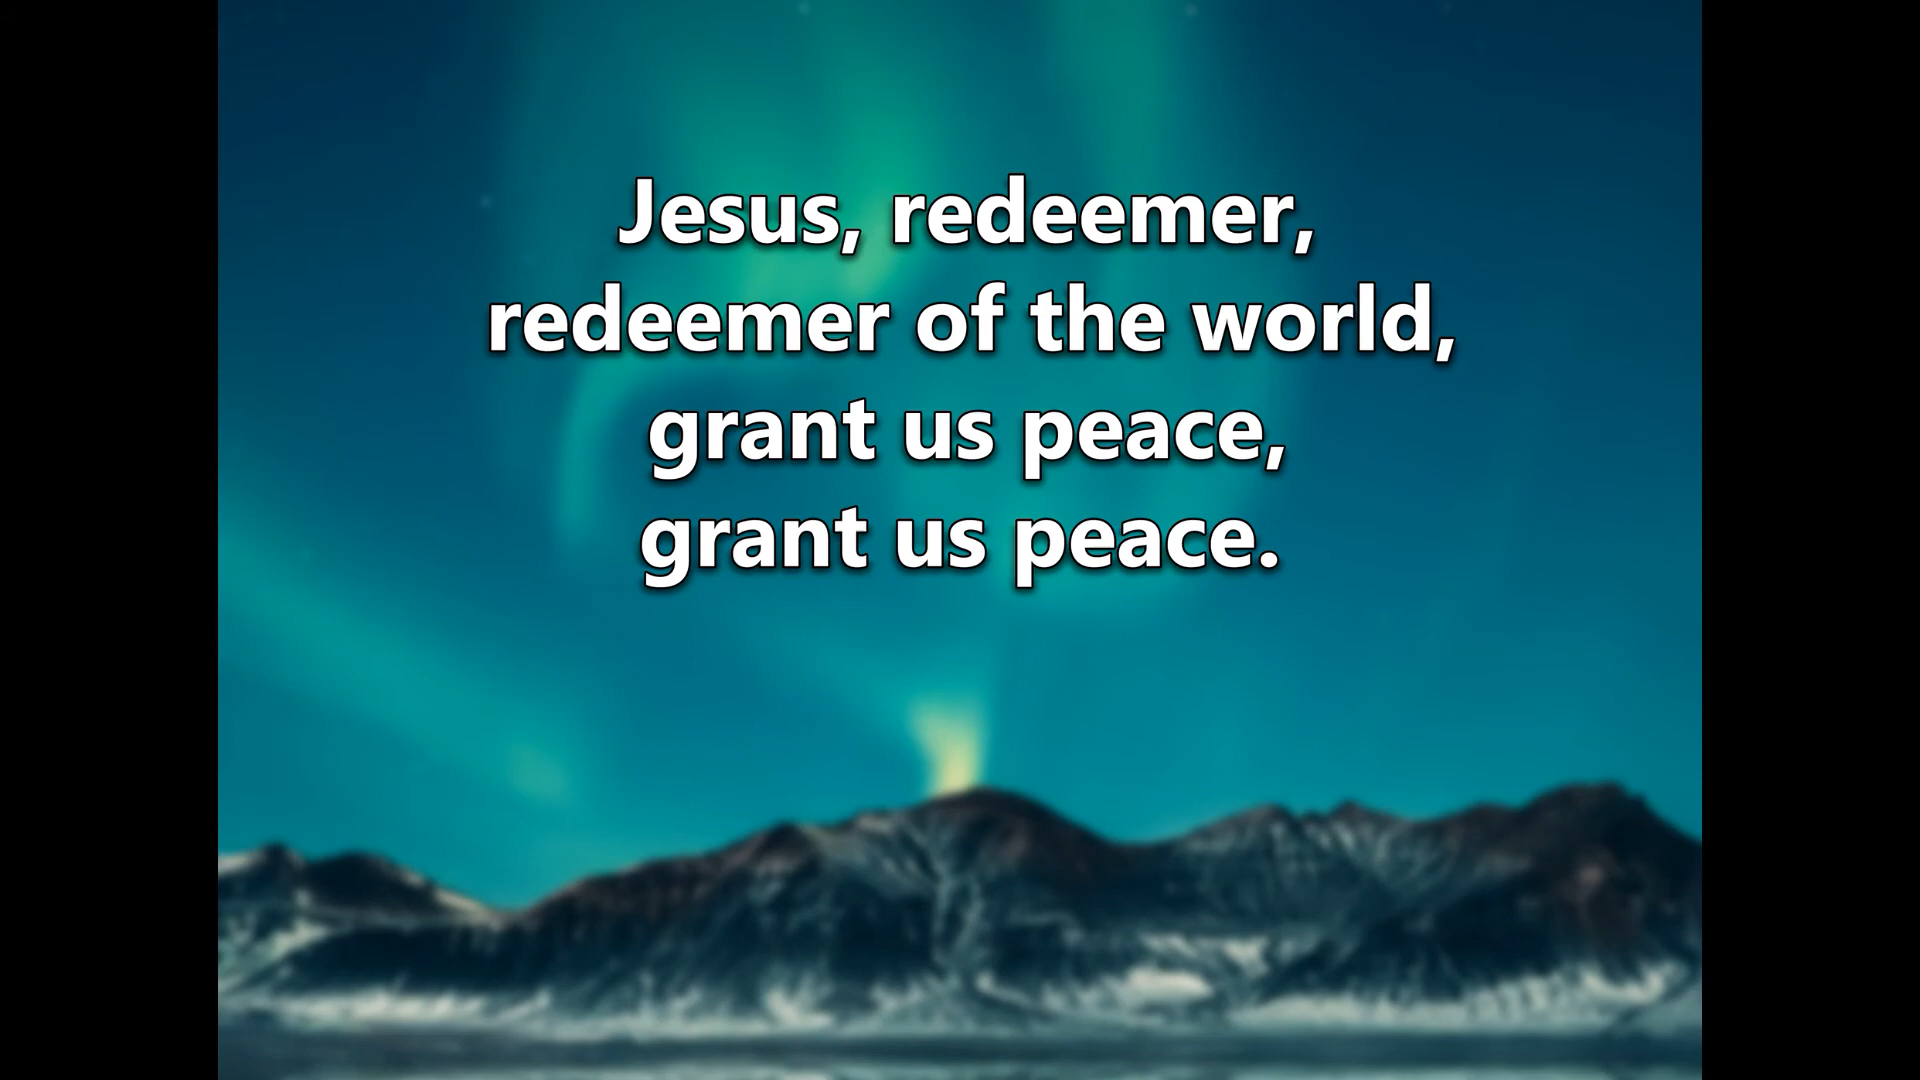 Jesus, redeemer,
redeemer of the world,
grant us peace,
grant us peace.